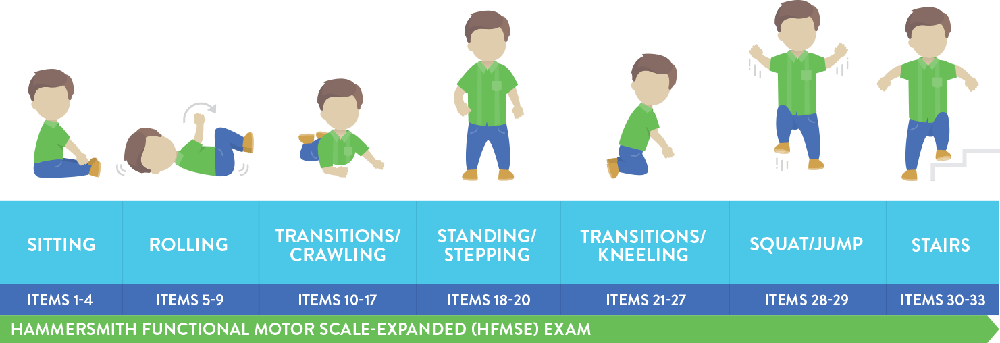 SITTING
ROLLING
TRANSITIONS/
CRAWLING
STANDING/
STEPPING
TRANSITIONS/
KNEELING
SQUAT/JUMP
STAIRS
ITEMS 1-4
ITEMS 5-9
ITEMS 10-17
ITEMS 18-20
ITEMS 21-27
ITEMS 28-29
ITEMS 30-33
HAMMERSMITH FUNCTIONAL MOTOR SCALE-EXPANDED (HFMSE) EXAM